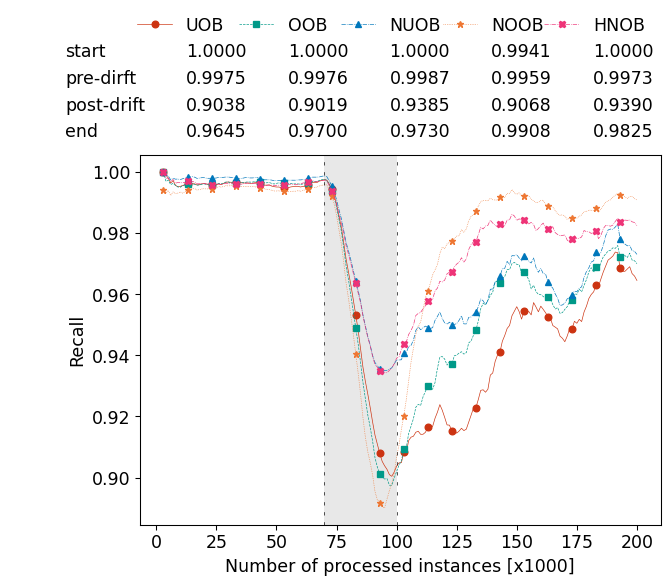 UOB OOB NUOB NOOB HNOB
start 1.0000 1.0000 1.0000 0.9941 1.0000
pre-dirft 0.9975 0.9976 0.9987 0.9959 0.9973
post-drift 0.9038 0.9019 0.9385 0.9068 0.9390
end 0.9645 0.9700 0.9730 0.9908 0.9825
1.00
0.98
0.96
0.94
0.92
0.90
Recall
0 25 50 75 100 125 150 175 200
Number of processed instances [x1000]